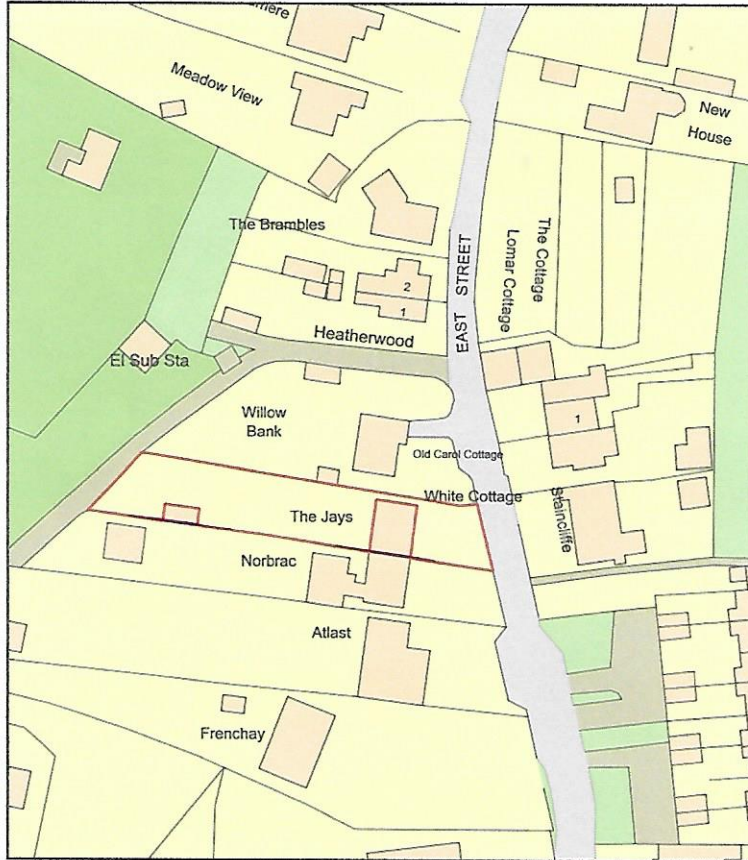 Meadow View
New
House
The Brambles
The Cottage
Lomar Cottage
EAST STREET
2
1
Heatherwood
El Sub Sta
Willow
Bank
1
Old Carol Cottage
White Cottage
Staincliffe
The Jays
Norbrac
Atlast
Frenchay